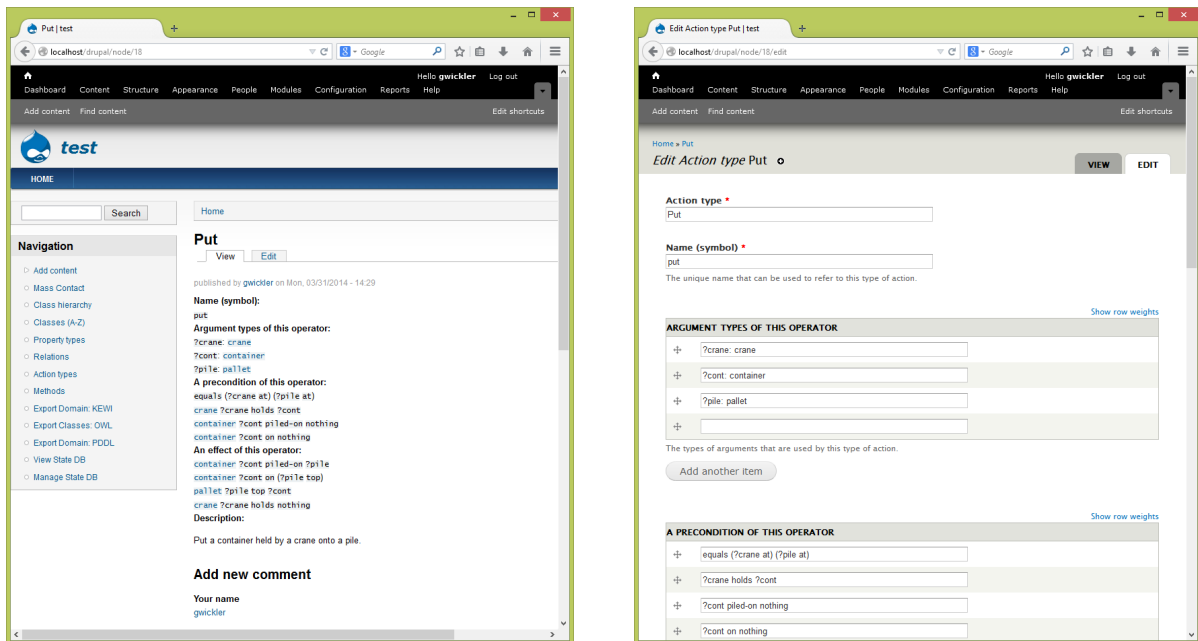 Put | test
localhost/drupal/node/18
Google
Hello gwickler Log out
Dashboard Content Structure Appearance People Modules Configuration Reports Help
Add content Find content Edit shortcuts
test
HOME
Search
Home
Navigation
Add content
Mass Contact
Class hierarchy
Classes (A-Z)
Property types
Relations
Action types
Methods
Export Domain: KEWI
Export Classes: OWL
Export Domain: PDDL
View State DB
Manage State DB
Put
View Edit
published by gwickler on Mon, 03/31/2014 - 14:29
Name (symbol):
put
Argument types of this operator:
?crane: crane
?cont: container
?pile: pallet
A precondition of this operator:
equals (?crane at) (?pile at)
crane ?crane holds ?cont
container ?cont piled-on nothing
container ?cont on nothing
An effect of this operator:
container ?cont piled-on ?pile
container ?cont on (?pile top)
pallet ?pile top ?cont
crane ?crane holds nothing
Description:
Put a container held by a crane onto a pile.
Add new comment
Your name
gwickler
Edit Action type Put | test
localhost/drupal/node/18/edit
Google
Hello gwickler Log out
Dashboard Content Structure Appearance People Modules Configuration Reports Help
Add content Find content Edit shortcuts
Home » Put
Edit Action type Put
VIEW EDIT
Action type *
Put
Name (symbol) *
put
The unique name that can be used to refer to this type of action.
Show row weights
ARGUMENT TYPES OF THIS OPERATOR
?crane: crane
?cont: container
?pile: pallet
The types of arguments that are used by this type of action.
Add another item
Show row weights
A PRECONDITION OF THIS OPERATOR
equals (?crane at) (?pile at)
?crane holds ?cont
?cont piled-on nothing
?cont on nothing